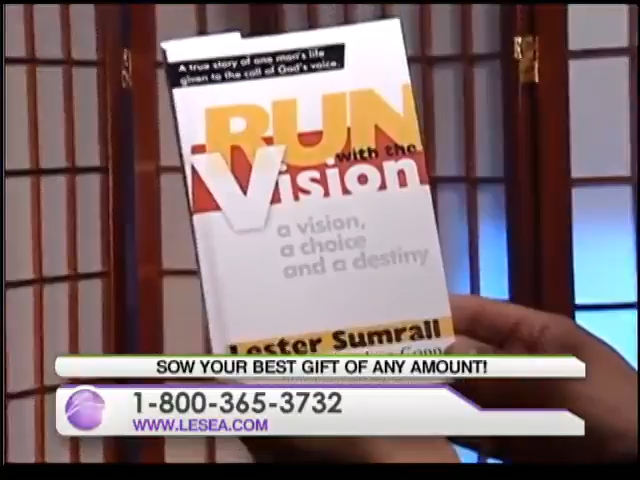 A true story of one man's life
given to the call of God's voice.
RUN
with the
Vision
a vision,
a choice
and a destiny
Lester Sumrall
SOW YOUR BEST GIFT OF ANY AMOUNT!
1-800-365-3732
WWW.LESEA.COM